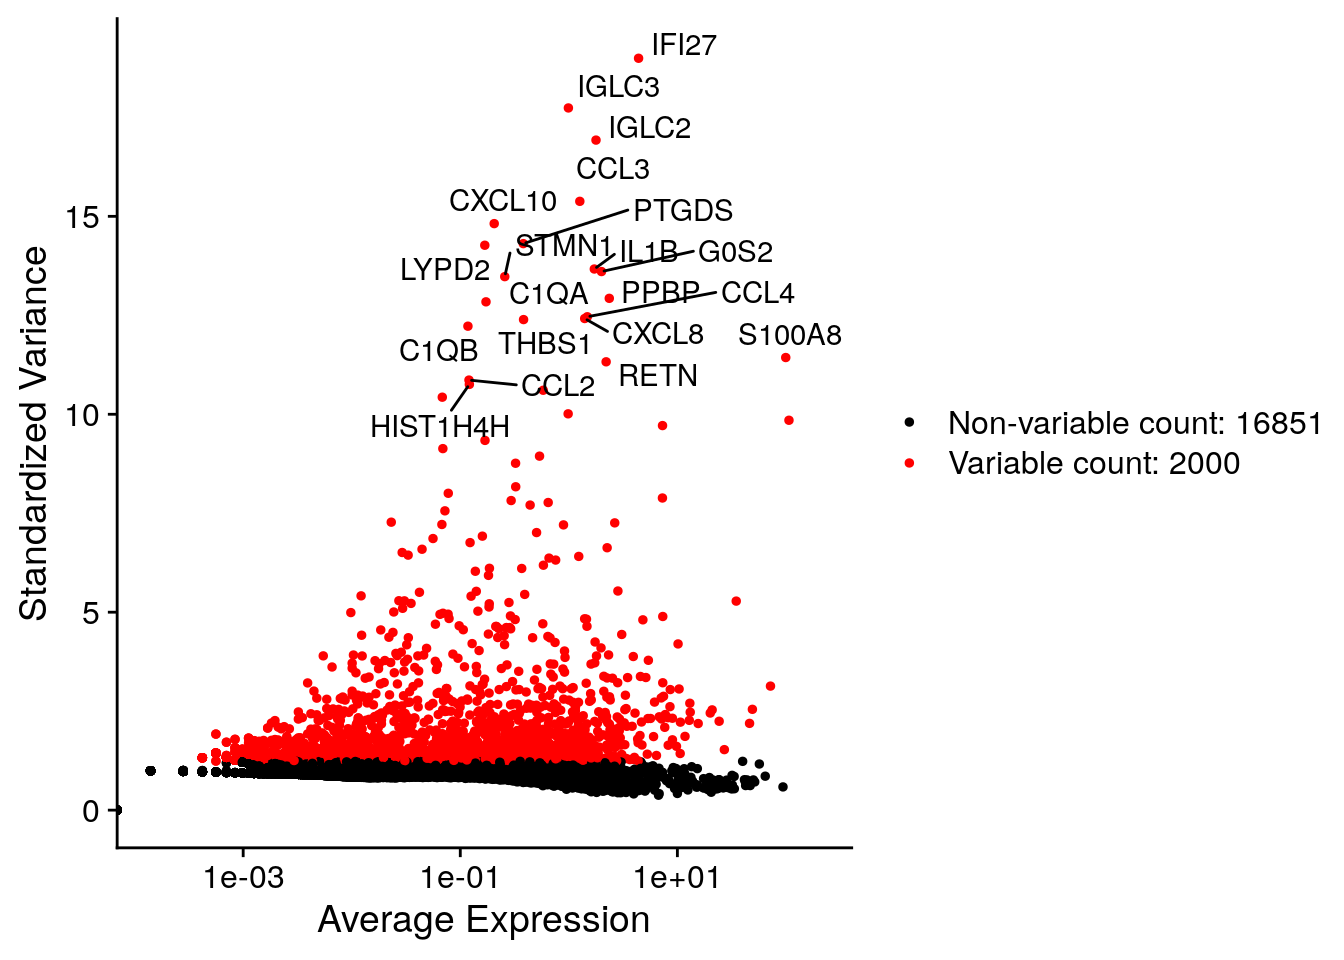 IFI27
IGLC3
IGLC2
CCL3
CXCL10
PTGDS
STMN1
IL1B
G0S2
LYPD2
C1QA
PPBP
CCL4
THBS1
CXCL8
S100A8
C1QB
RETN
CCL2
HIST1H4H
15
10
5
0
Standardized Variance
1e-03
1e-01
1e+01
Average Expression
Non-variable count: 16851
Variable count: 2000